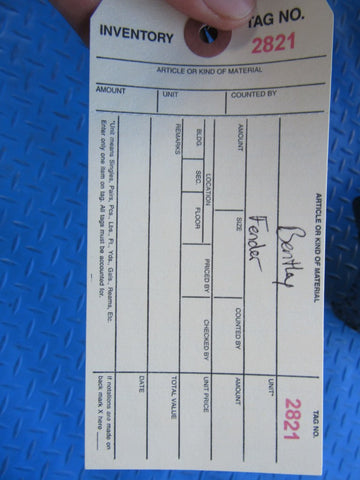 INVENTORY
TAG NO.
2821
ARTICLE OR KIND OF MATERIAL
AMOUNT UNIT COUNTED BY
ARTICLE OR KIND OF MATERIAL
TAG NO.
Bentley
2821
Fender
UNIT*
AMOUNT SIZE COUNTED BY AMOUNT
LOCATION PRICED BY CHECKED BY UNIT PRICE
BLDG. SEC. FLOOR
REMARKS TOTAL VALUE
DATE
*Unit means Singles, Pairs, Pcs., Lbs., Ft., Yds., Gals., Reams, Etc.
Enter only one item on tag. All tags must be accounted for.
If notations are made on
back mark X here ____